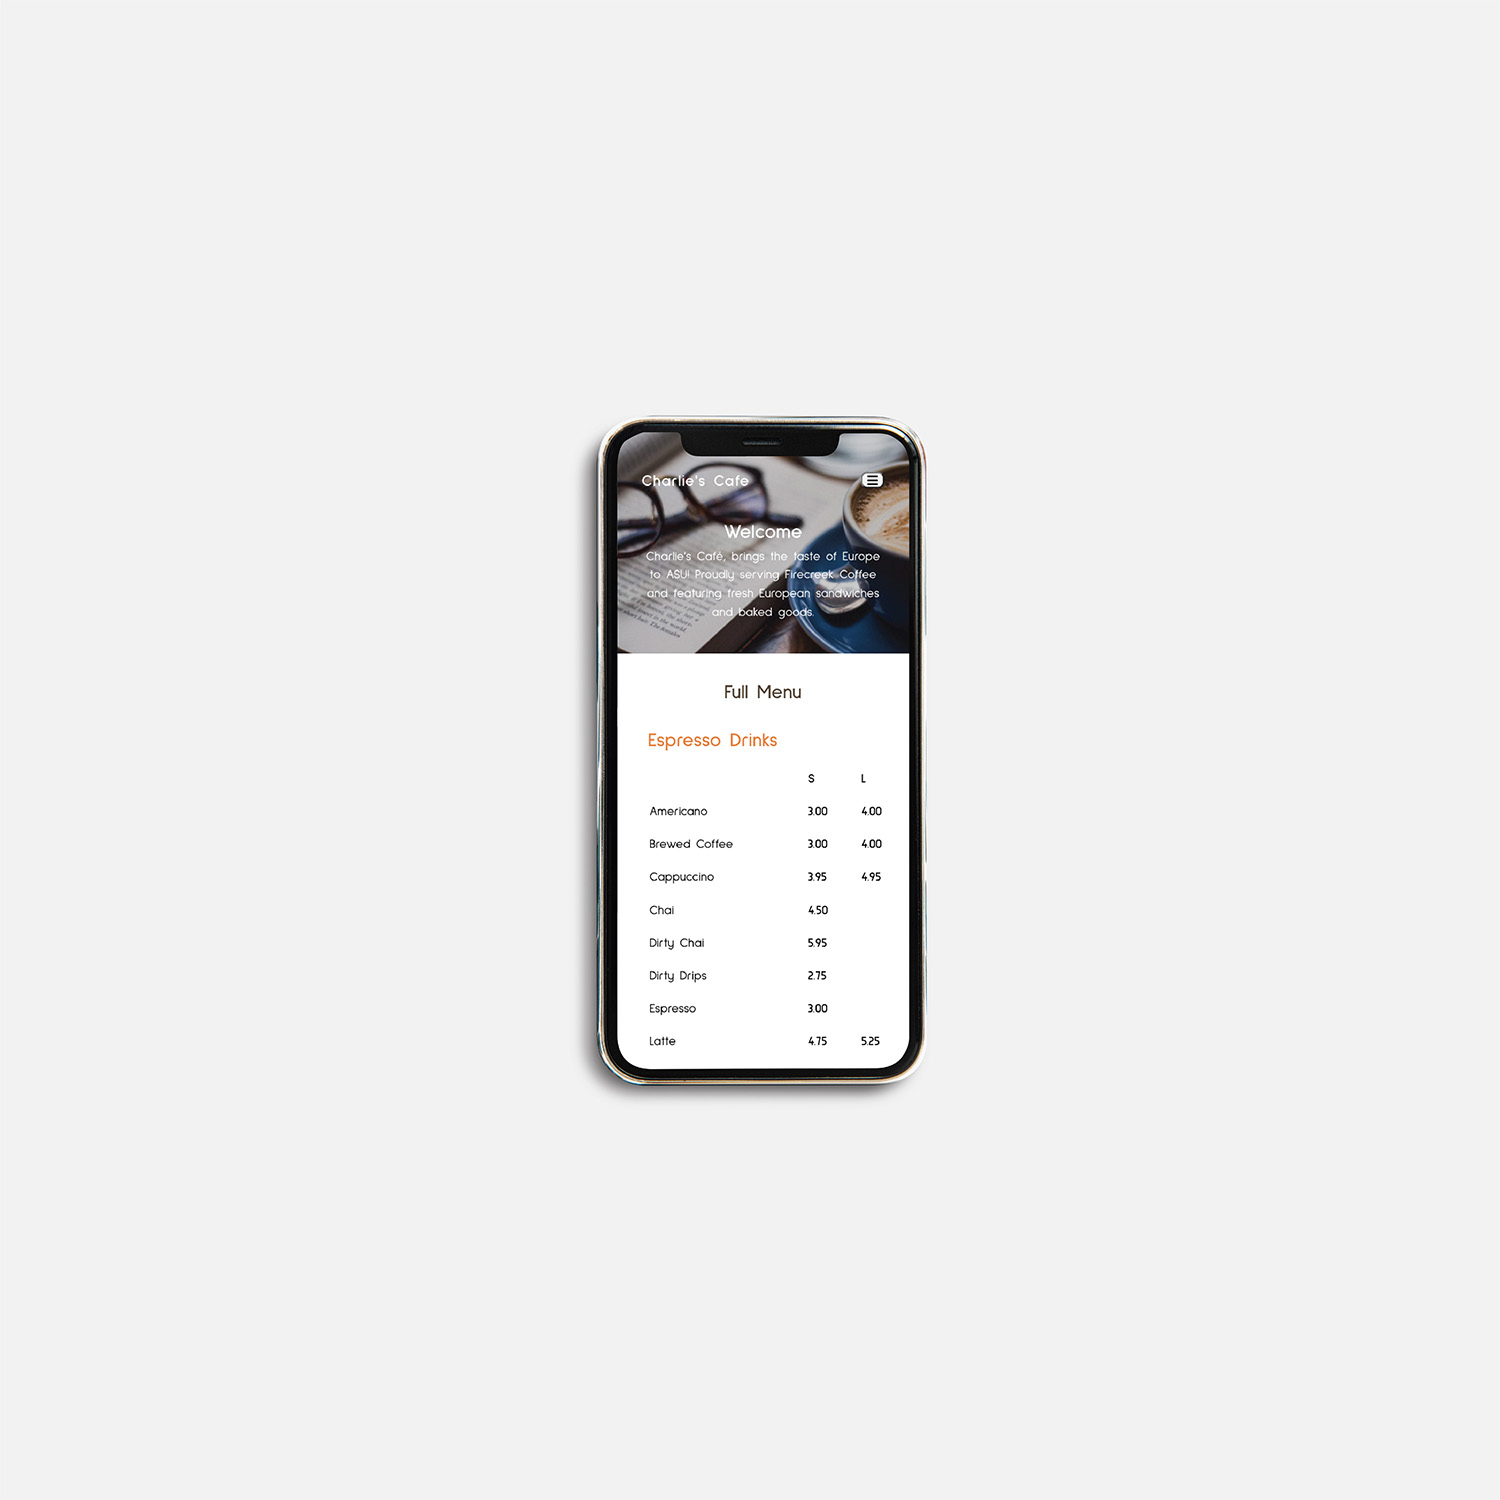 Charlie's Cafe
Welcome
Charlie's Café, brings the taste of Europe
to ASU! Proudly serving Firecreek Coffee
and featuring fresh European sandwiches
and baked goods.
Full Menu
Espresso Drinks
S L
Americano 3.00 4.00
Brewed Coffee 3.00 4.00
Cappuccino 3.95 4.95
Chai 4.50
Dirty Chai 5.95
Dirty Drips 2.75
Espresso 3.00
Latte 4.75 5.25